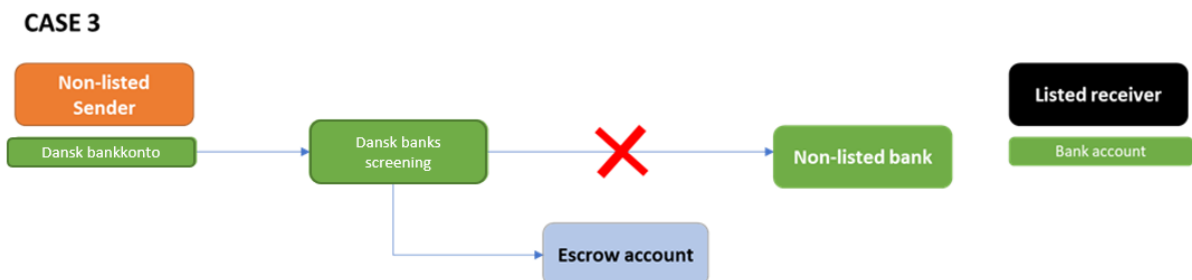 CASE 3
Non-listed
Sender
Dansk bankkonto
Dansk banks
screening
Non-listed bank
Listed receiver
Bank account
Escrow account